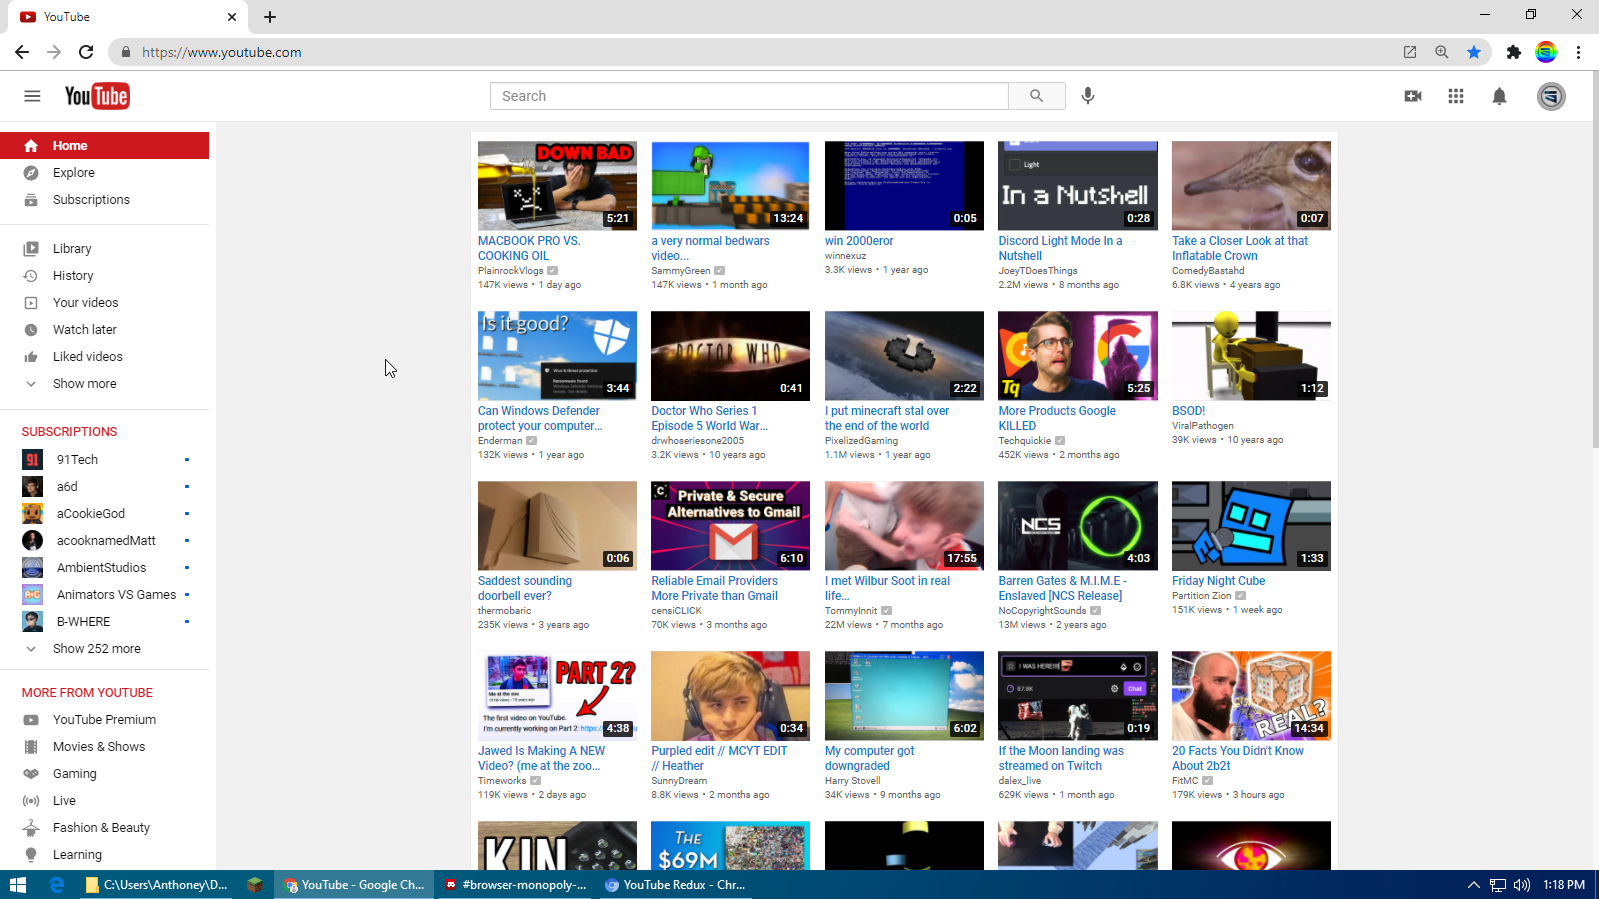 YouTube
https://www.youtube.com
YouTube
Search
Home
Explore
Subscriptions
Library
History
Your videos
Watch later
Liked videos
Show more
SUBSCRIPTIONS
91Tech
a6d
aCookieGod
acooknamedMatt
AmbientStudios
Animators VS Games
B-WHERE
Show 252 more
MORE FROM YOUTUBE
YouTube Premium
Movies & Shows
Gaming
Live
Fashion & Beauty
Learning
DOWN BAD
5:21
MACBOOK PRO VS.
COOKING OIL
PlainrockVlogs
147K views • 1 day ago
13:24
a very normal bedwars
video...
SammyGreen
147K views • 1 month ago
0:05
win 2000eror
winnexuz
3.3K views • 1 year ago
Light
In a Nutshell
0:28
Discord Light Mode In a
Nutshell
JoeyTDoesThings
2.2M views • 8 months ago
0:07
Take a Closer Look at that
Inflatable Crown
ComedyBastahd
6.8K views • 4 years ago
Is it good?
Virus & threat protection
Ransomware found
3:44
Can Windows Defender
protect your computer...
Enderman
132K views • 1 year ago
DOCTOR WHO
0:41
Doctor Who Series 1
Episode 5 World War...
drwhoseriesone2005
3.2K views • 10 years ago
2:22
I put minecraft stal over
the end of the world
PixelizedGaming
1.1M views • 1 year ago
Tq
5:25
More Products Google
KILLED
Techquickie
452K views • 2 months ago
1:12
BSOD!
ViralPathogen
39K views • 10 years ago
0:06
Saddest sounding
doorbell ever?
thermobaric
235K views • 3 years ago
C
Private & Secure
Alternatives to Gmail
6:10
Reliable Email Providers
More Private than Gmail
censiCLICK
70K views • 3 months ago
17:55
I met Wilbur Soot in real
life...
TommyInnit
22M views • 7 months ago
NCS
4:03
Barren Gates & M.I.M.E -
Enslaved [NCS Release]
NoCopyrightSounds
13M views • 2 years ago
1:33
Friday Night Cube
Partition Zion
151K views • 1 week ago
PART 2?
Me at the zoo
The first video on YouTube.
I'm currently working on Part 2: https://
4:38
Jawed Is Making A NEW
Video? (me at the zoo...
Timeworks
119K views • 2 days ago
0:34
Purpled edit // MCYT EDIT
// Heather
SunnyDream
8.8K views • 2 months ago
6:02
My computer got
downgraded
Harry Stovell
34K views • 9 months ago
I WAS HERE!!!
67.9K
Chat
0:19
If the Moon landing was
streamed on Twitch
dalex_live
629K views • 1 month ago
REAL?
14:34
20 Facts You Didn't Know
About 2b2t
FitMC
179K views • 3 hours ago
KIN
THE
$69M
C:\Users\Anthoney\D...
YouTube - Google Ch...
#browser-monopoly-...
YouTube Redux - Chr...
1:18 PM